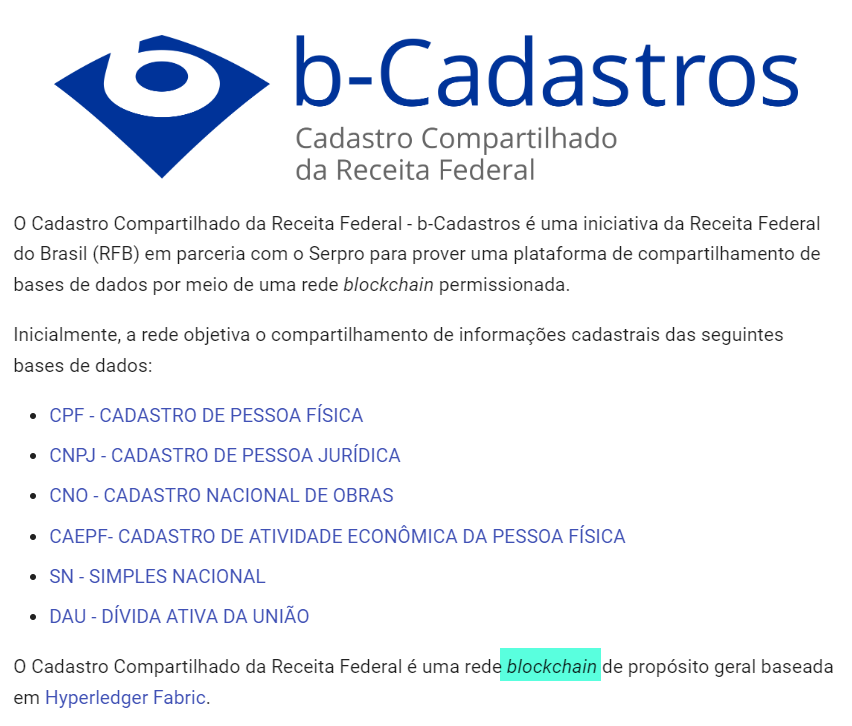 b-Cadastros
Cadastro Compartilhado
da Receita Federal
O Cadastro Compartilhado da Receita Federal - b-Cadastros é uma iniciativa da Receita Federal
do Brasil (RFB) em parceria com o Serpro para prover uma plataforma de compartilhamento de
bases de dados por meio de uma rede blockchain permissionada.
Inicialmente, a rede objetiva o compartilhamento de informações cadastrais das seguintes
bases de dados:
• CPF - CADASTRO DE PESSOA FÍSICA
• CNPJ - CADASTRO DE PESSOA JURÍDICA
• CNO - CADASTRO NACIONAL DE OBRAS
• CAEPF- CADASTRO DE ATIVIDADE ECONÔMICA DA PESSOA FÍSICA
• SN - SIMPLES NACIONAL
• DAU - DÍVIDA ATIVA DA UNIÃO
O Cadastro Compartilhado da Receita Federal é uma rede blockchain de propósito geral baseada
em Hyperledger Fabric.